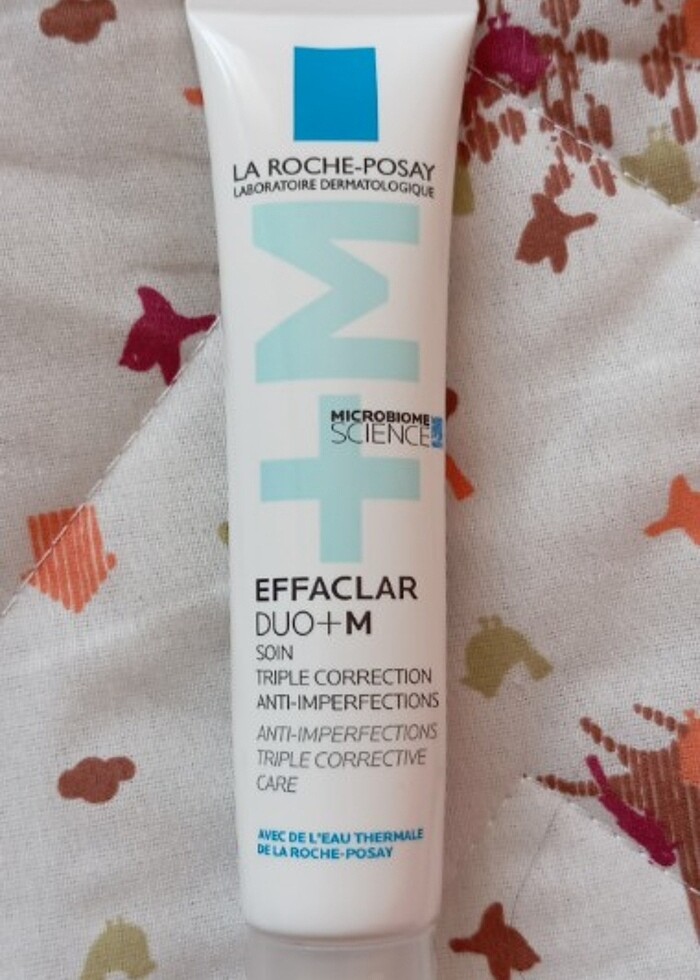 LA ROCHE-POSAY
LABORATOIRE DERMATOLOGIQUE
+M
MICROBIOME
SCIENCE
EFFACLAR
DUO+M
SOIN
TRIPLE CORRECTION
ANTI-IMPERFECTIONS
ANTI-IMPERFECTIONS
TRIPLE CORRECTIVE
CARE
AVEC DE L'EAU THERMALE
DE LA ROCHE-POSAY